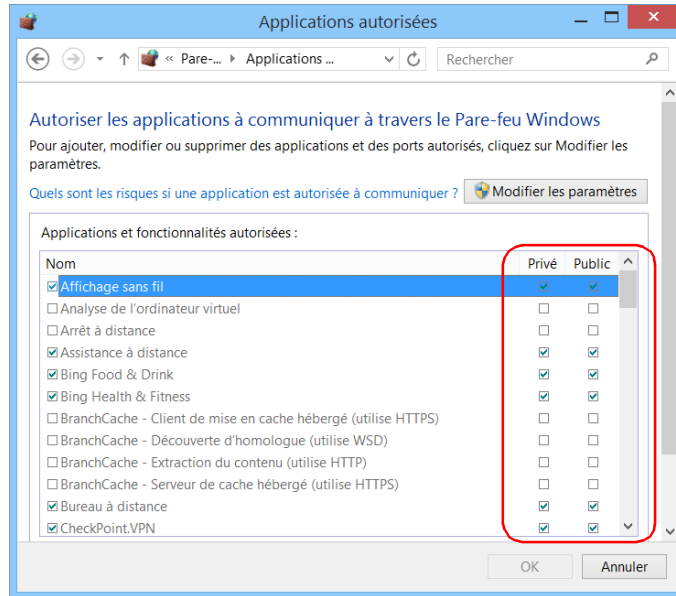 Applications autorisées
« Pare-... Applications ... Rechercher
Autoriser les applications à communiquer à travers le Pare-feu Windows
Pour ajouter, modifier ou supprimer des applications et des ports autorisés, cliquez sur Modifier les
paramètres.
Quels sont les risques si une application est autorisée à communiquer ? Modifier les paramètres
Applications et fonctionnalités autorisées :
Nom Privé Public
Affichage sans fil
Analyse de l'ordinateur virtuel
Arrêt à distance
Assistance à distance
Bing Food & Drink
Bing Health & Fitness
BranchCache - Client de mise en cache hébergé (utilise HTTPS)
BranchCache - Découverte d'homologue (utilise WSD)
BranchCache - Extraction du contenu (utilise HTTP)
BranchCache - Serveur de cache hébergé (utilise HTTPS)
Bureau à distance
CheckPoint.VPN
OK Annuler